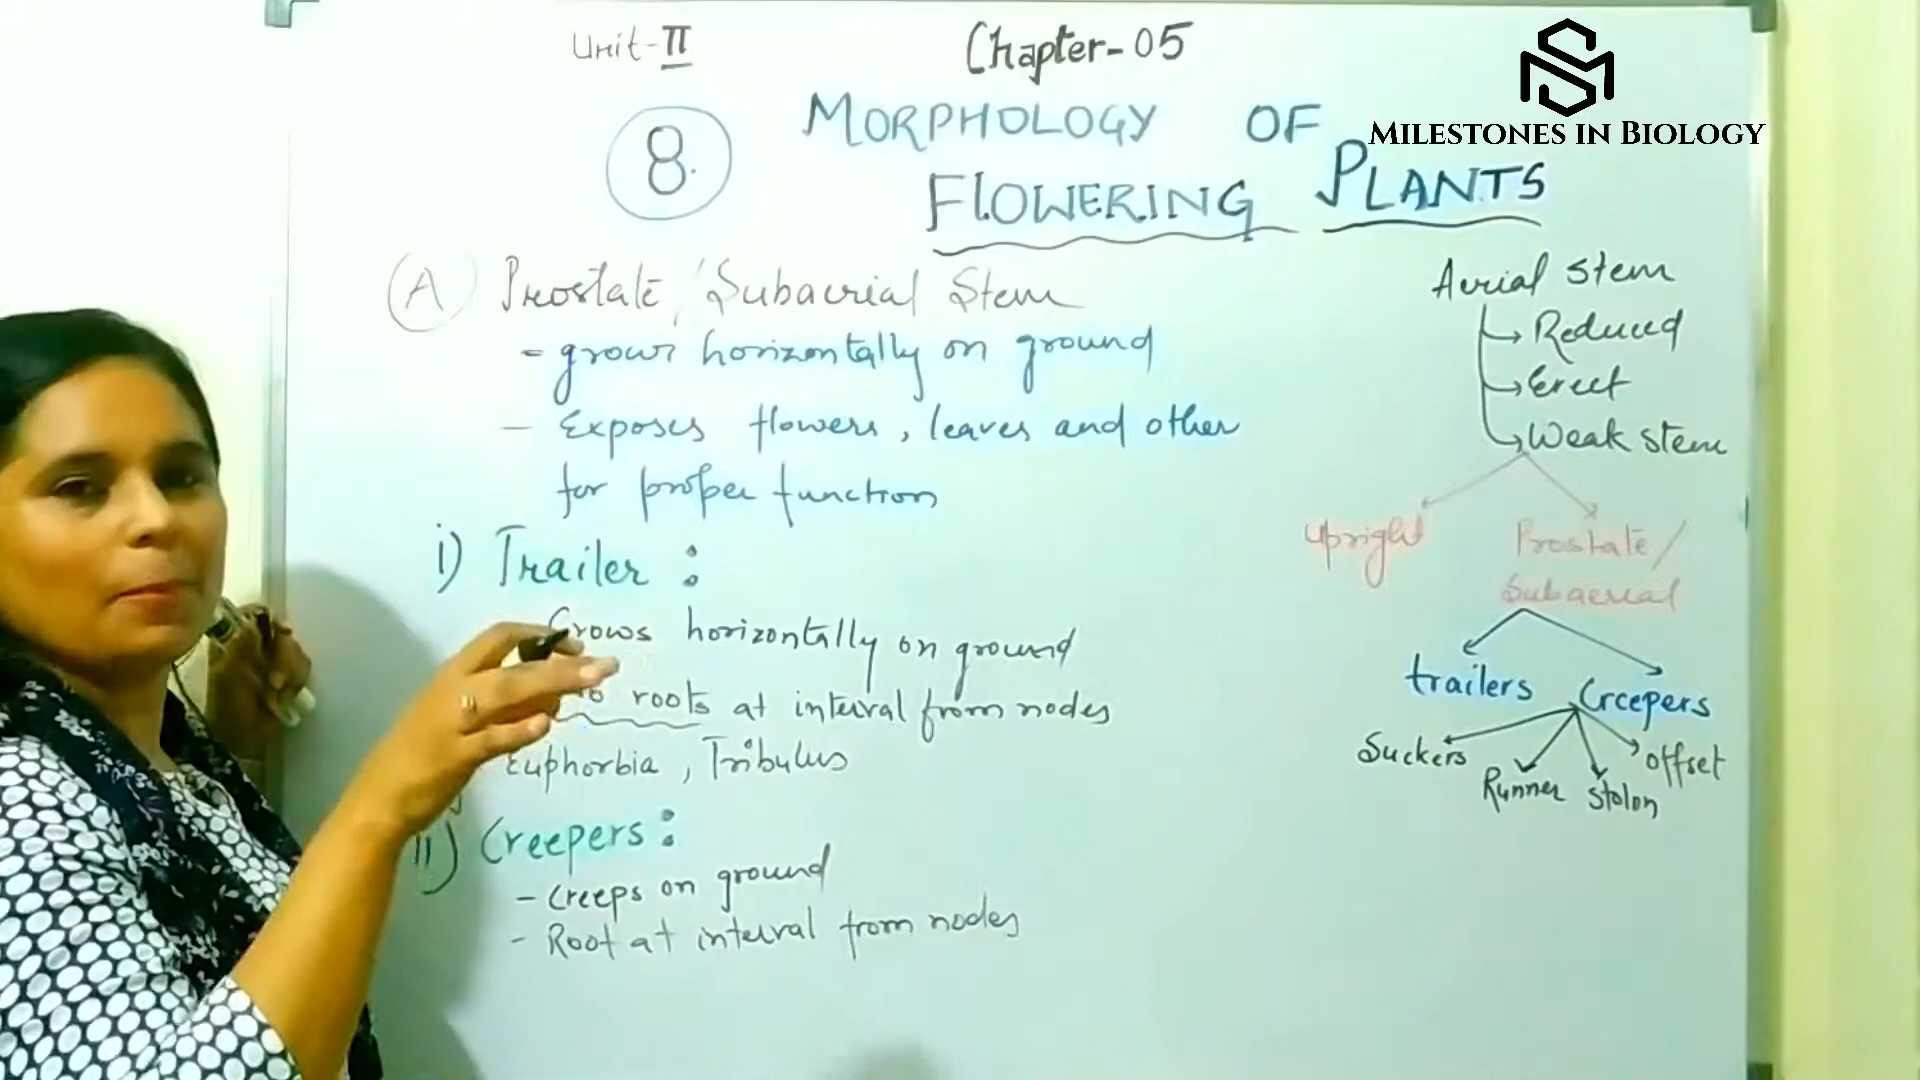 Unit-II
Chapter-05
8
MORPHOLOGY OF
FLOWERING PLANTS
MILESTONES IN BIOLOGY
A Prostate / Subaerial Stem
- grows horizontally on ground
- Exposes flowers, leaves and other
for proper function
i) Trailer :
Grows horizontally on ground
roots at interval from nodes
Euphorbia, Tribulus
ii) Creepers:
- Creeps on ground
- Root at interval from nodes
Aerial stem
Reduced
Erect
Weak stem
upright
Prostate/
Subaerial
trailers
Creepers
Suckers
Runner
Stolon
offset